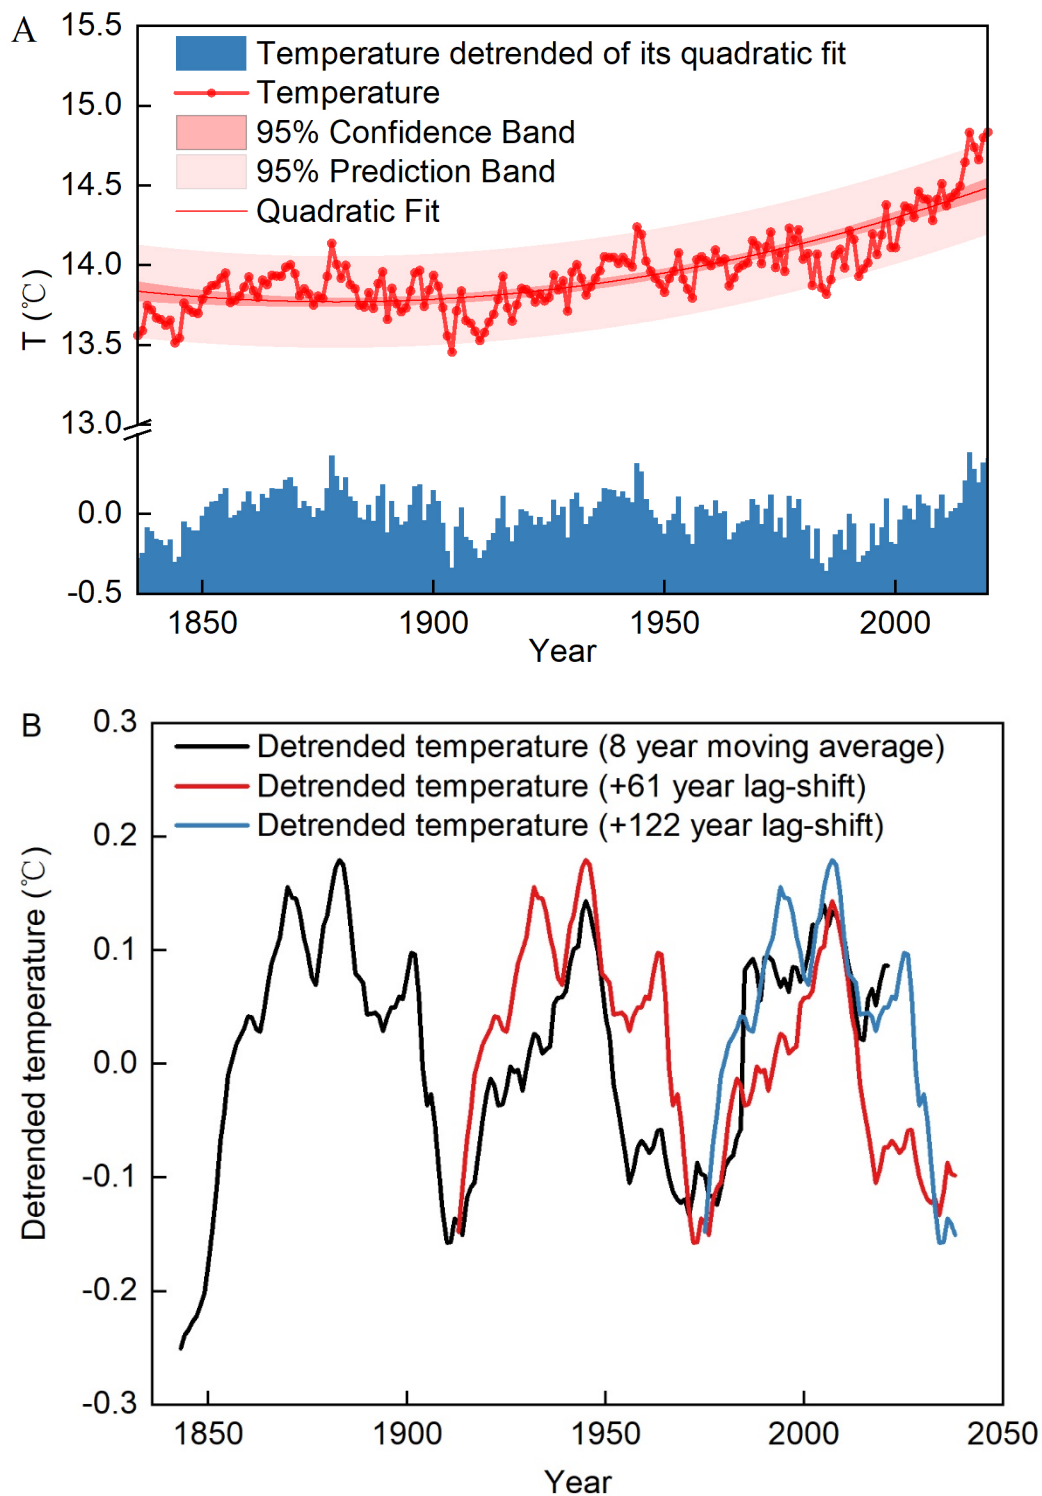 A
15.5
15.0
14.5
14.0
13.5
13.0
0.0
-0.5
T (℃)
Temperature detrended of its quadratic fit
Temperature
95% Confidence Band
95% Prediction Band
Quadratic Fit
1850
1900
1950
2000
Year
B
0.3
0.2
0.1
0.0
-0.1
-0.2
-0.3
Detrended temperature (℃)
Detrended temperature (8 year moving average)
Detrended temperature (+61 year lag-shift)
Detrended temperature (+122 year lag-shift)
1850
1900
1950
2000
2050
Year